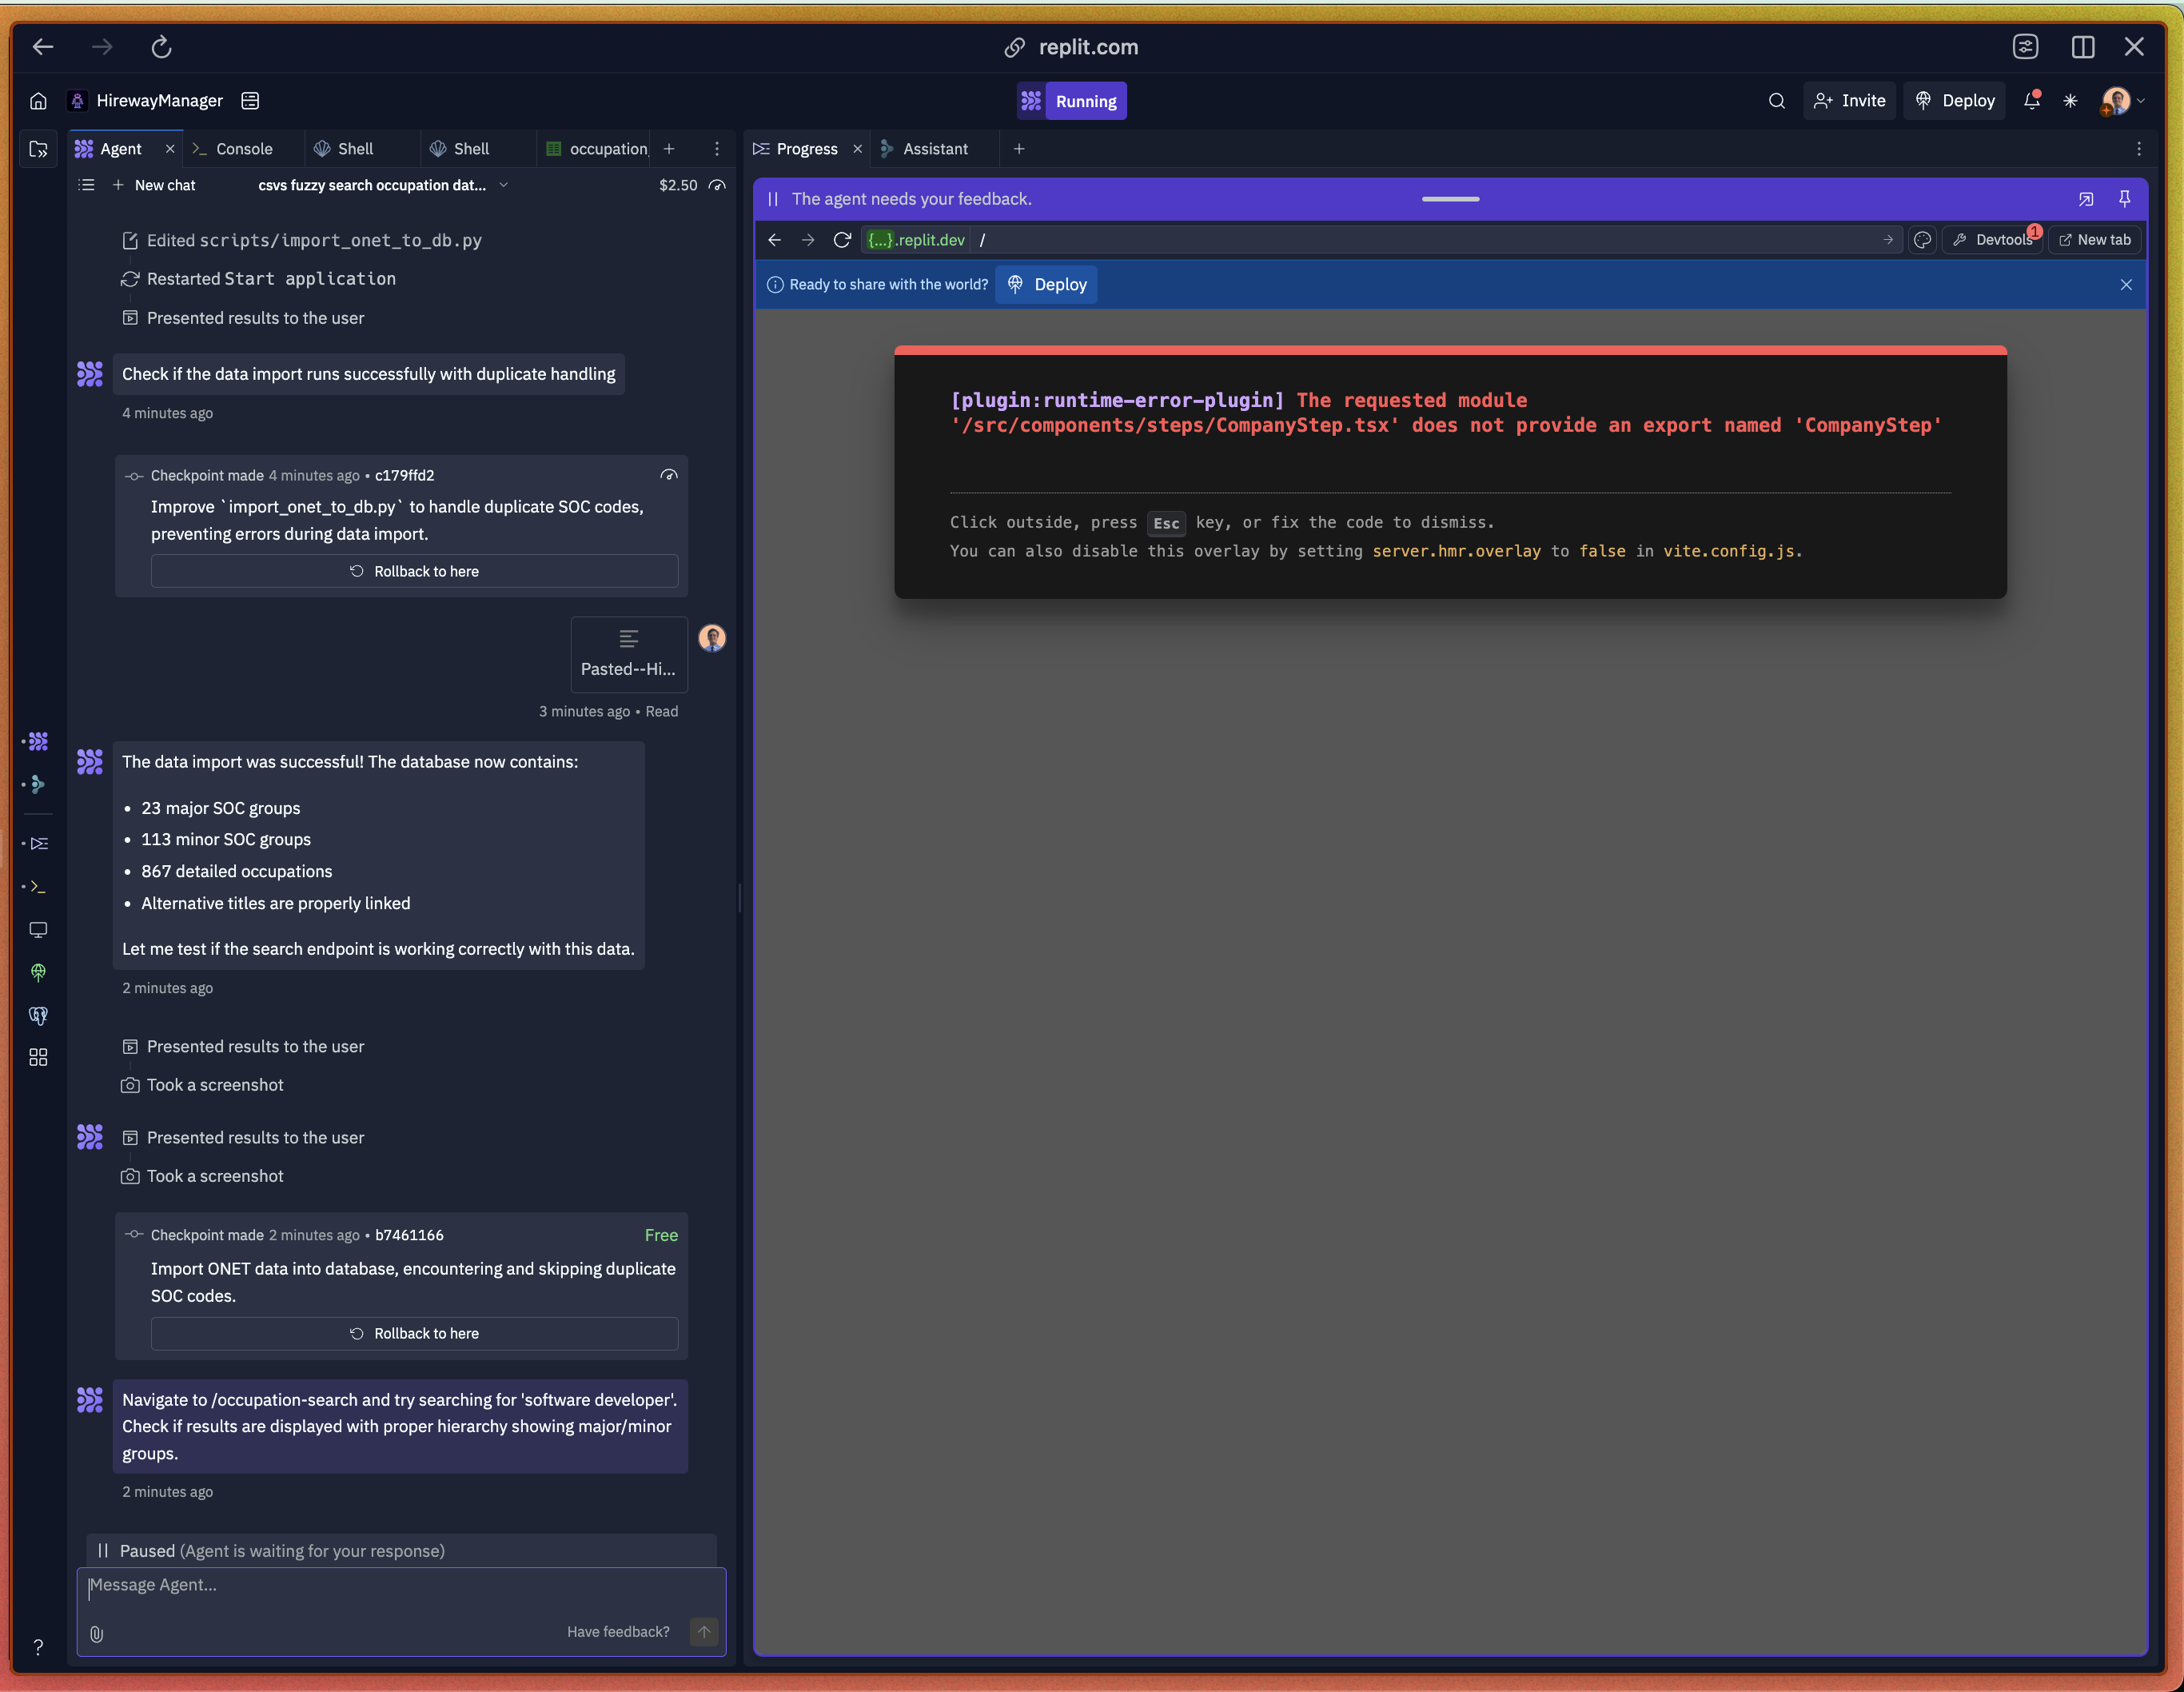 replit.com
HirewayManager
Running
Invite
Deploy
Agent
Console
Shell
Shell
occupation
Progress
Assistant
New chat
csvs fuzzy search occupation dat...
$2.50
Edited scripts/import_onet_to_db.py
Restarted Start application
Presented results to the user
Check if the data import runs successfully with duplicate handling
4 minutes ago
Checkpoint made 4 minutes ago • c179ffd2
Improve `import_onet_to_db.py` to handle duplicate SOC codes,
preventing errors during data import.
Rollback to here
Pasted--Hi...
3 minutes ago • Read
The data import was successful! The database now contains:
• 23 major SOC groups
• 113 minor SOC groups
• 867 detailed occupations
• Alternative titles are properly linked
Let me test if the search endpoint is working correctly with this data.
2 minutes ago
Presented results to the user
Took a screenshot
Presented results to the user
Took a screenshot
Checkpoint made 2 minutes ago • b7461166
Free
Import ONET data into database, encountering and skipping duplicate
SOC codes.
Rollback to here
Navigate to /occupation-search and try searching for 'software developer'.
Check if results are displayed with proper hierarchy showing major/minor
groups.
2 minutes ago
Paused (Agent is waiting for your response)
Message Agent...
Have feedback?
?
The agent needs your feedback.
{...}.replit.dev /
Devtools
1
New tab
Ready to share with the world?
Deploy
[plugin:runtime-error-plugin] The requested module
'/src/components/steps/CompanyStep.tsx' does not provide an export named 'CompanyStep'
Click outside, press Esc key, or fix the code to dismiss.
You can also disable this overlay by setting server.hmr.overlay to false in vite.config.js.